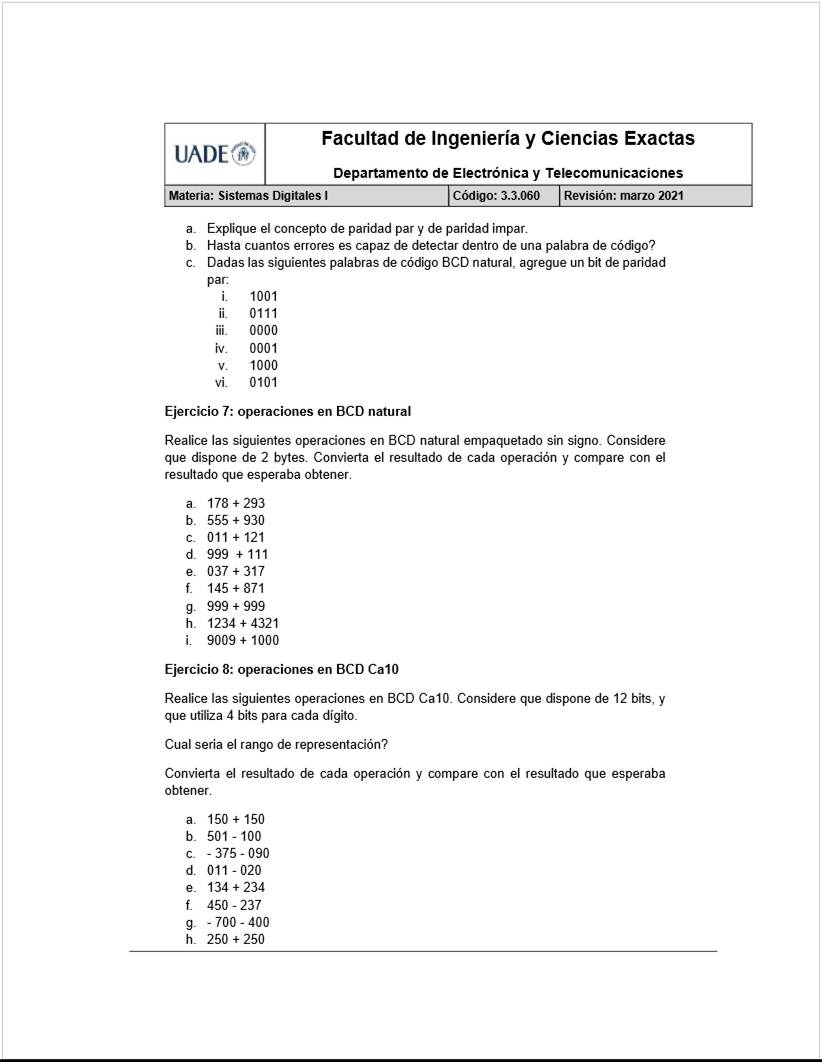 UADE
Facultad de Ingeniería y Ciencias Exactas
Departamento de Electrónica y Telecomunicaciones
Materia: Sistemas Digitales I Código: 3.3.060 Revisión: marzo 2021
a. Explique el concepto de paridad par y de paridad impar.
b. Hasta cuantos errores es capaz de detectar dentro de una palabra de código?
c. Dadas las siguientes palabras de código BCD natural, agregue un bit de paridad
par:
i. 1001
ii. 0111
iii. 0000
iv. 0001
v. 1000
vi. 0101
Ejercicio 7: operaciones en BCD natural
Realice las siguientes operaciones en BCD natural empaquetado sin signo. Considere
que dispone de 2 bytes. Convierta el resultado de cada operación y compare con el
resultado que esperaba obtener.
a. 178 + 293
b. 555 + 930
c. 011 + 121
d. 999 + 111
e. 037 + 317
f. 145 + 871
g. 999 + 999
h. 1234 + 4321
i. 9009 + 1000
Ejercicio 8: operaciones en BCD Ca10
Realice las siguientes operaciones en BCD Ca10. Considere que dispone de 12 bits, y
que utiliza 4 bits para cada dígito.
Cual seria el rango de representación?
Convierta el resultado de cada operación y compare con el resultado que esperaba
obtener.
a. 150 + 150
b. 501 - 100
c. - 375 - 090
d. 011 - 020
e. 134 + 234
f. 450 - 237
g. - 700 - 400
h. 250 + 250